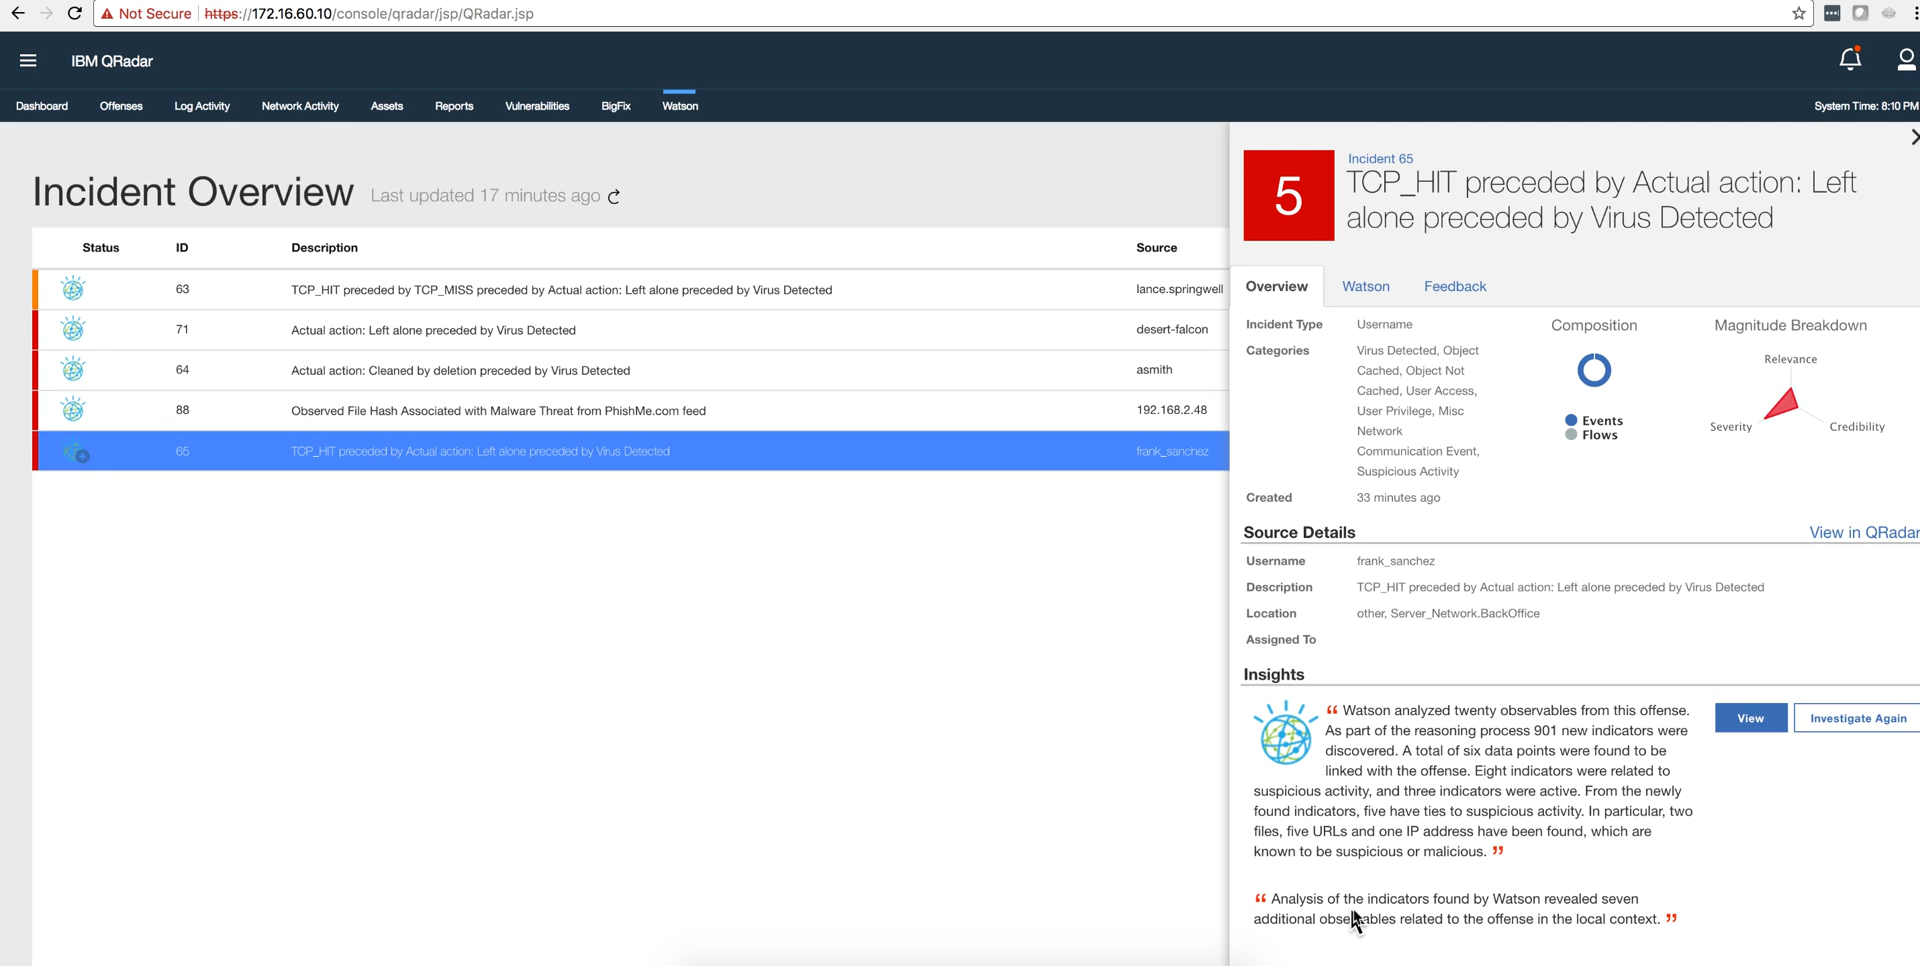 Not Secure https://172.16.60.10/console/qradar/jsp/QRadar.jsp
IBM QRadar
Dashboard Offenses Log Activity Network Activity Assets Reports Vulnerabilities BigFix Watson System Time: 8:10 PM
Incident Overview Last updated 17 minutes ago
Status ID Description Source
63 TCP_HIT preceded by TCP_MISS preceded by Actual action: Left alone preceded by Virus Detected lance.springwell
71 Actual action: Left alone preceded by Virus Detected desert-falcon
64 Actual action: Cleaned by deletion preceded by Virus Detected asmith
88 Observed File Hash Associated with Malware Threat from PhishMe.com feed 192.168.2.48
65 TCP_HIT preceded by Actual action: Left alone preceded by Virus Detected frank_sanchez
5
Incident 65
TCP_HIT preceded by Actual action: Left
alone preceded by Virus Detected
Overview Watson Feedback
Incident Type Username
Categories Virus Detected, Object
Cached, Object Not
Cached, User Access,
User Privilege, Misc
Network
Communication Event,
Suspicious Activity
Created 33 minutes ago
Composition
Events
Flows
Magnitude Breakdown
Relevance
Severity Credibility
Source Details View in QRadar
Username frank_sanchez
Description TCP_HIT preceded by Actual action: Left alone preceded by Virus Detected
Location other, Server_Network.BackOffice
Assigned To
Insights
“ Watson analyzed twenty observables from this offense.
As part of the reasoning process 901 new indicators were
discovered. A total of six data points were found to be
linked with the offense. Eight indicators were related to
suspicious activity, and three indicators were active. From the newly
found indicators, five have ties to suspicious activity. In particular, two
files, five URLs and one IP address have been found, which are
known to be suspicious or malicious. ”
View Investigate Again
“ Analysis of the indicators found by Watson revealed seven
additional observables related to the offense in the local context. ”